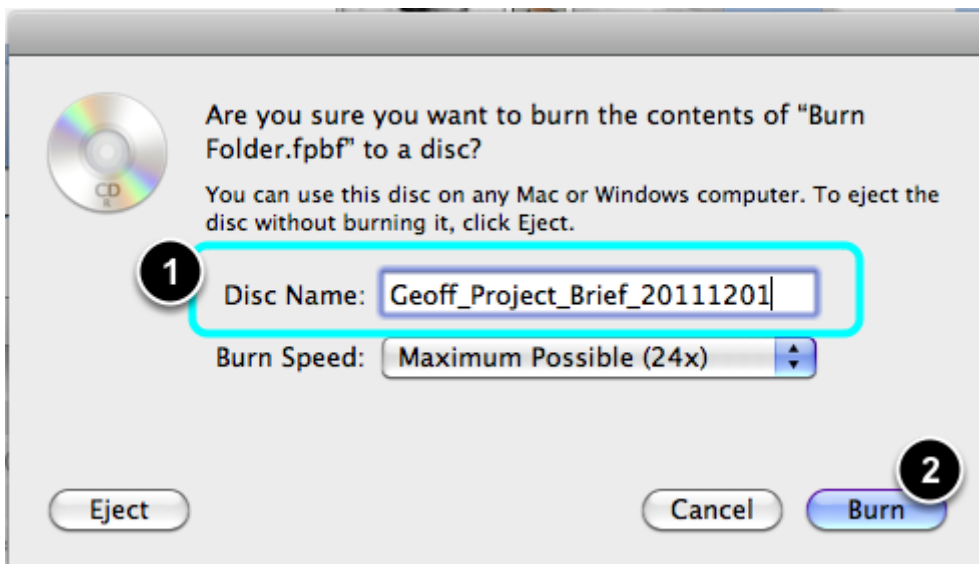 CD
R
Are you sure you want to burn the contents of “Burn
Folder.fpbf” to a disc?
You can use this disc on any Mac or Windows computer. To eject the
disc without burning it, click Eject.
1
Disc Name: Geoff_Project_Brief_20111201
Burn Speed: Maximum Possible (24x)
2
Eject Cancel Burn